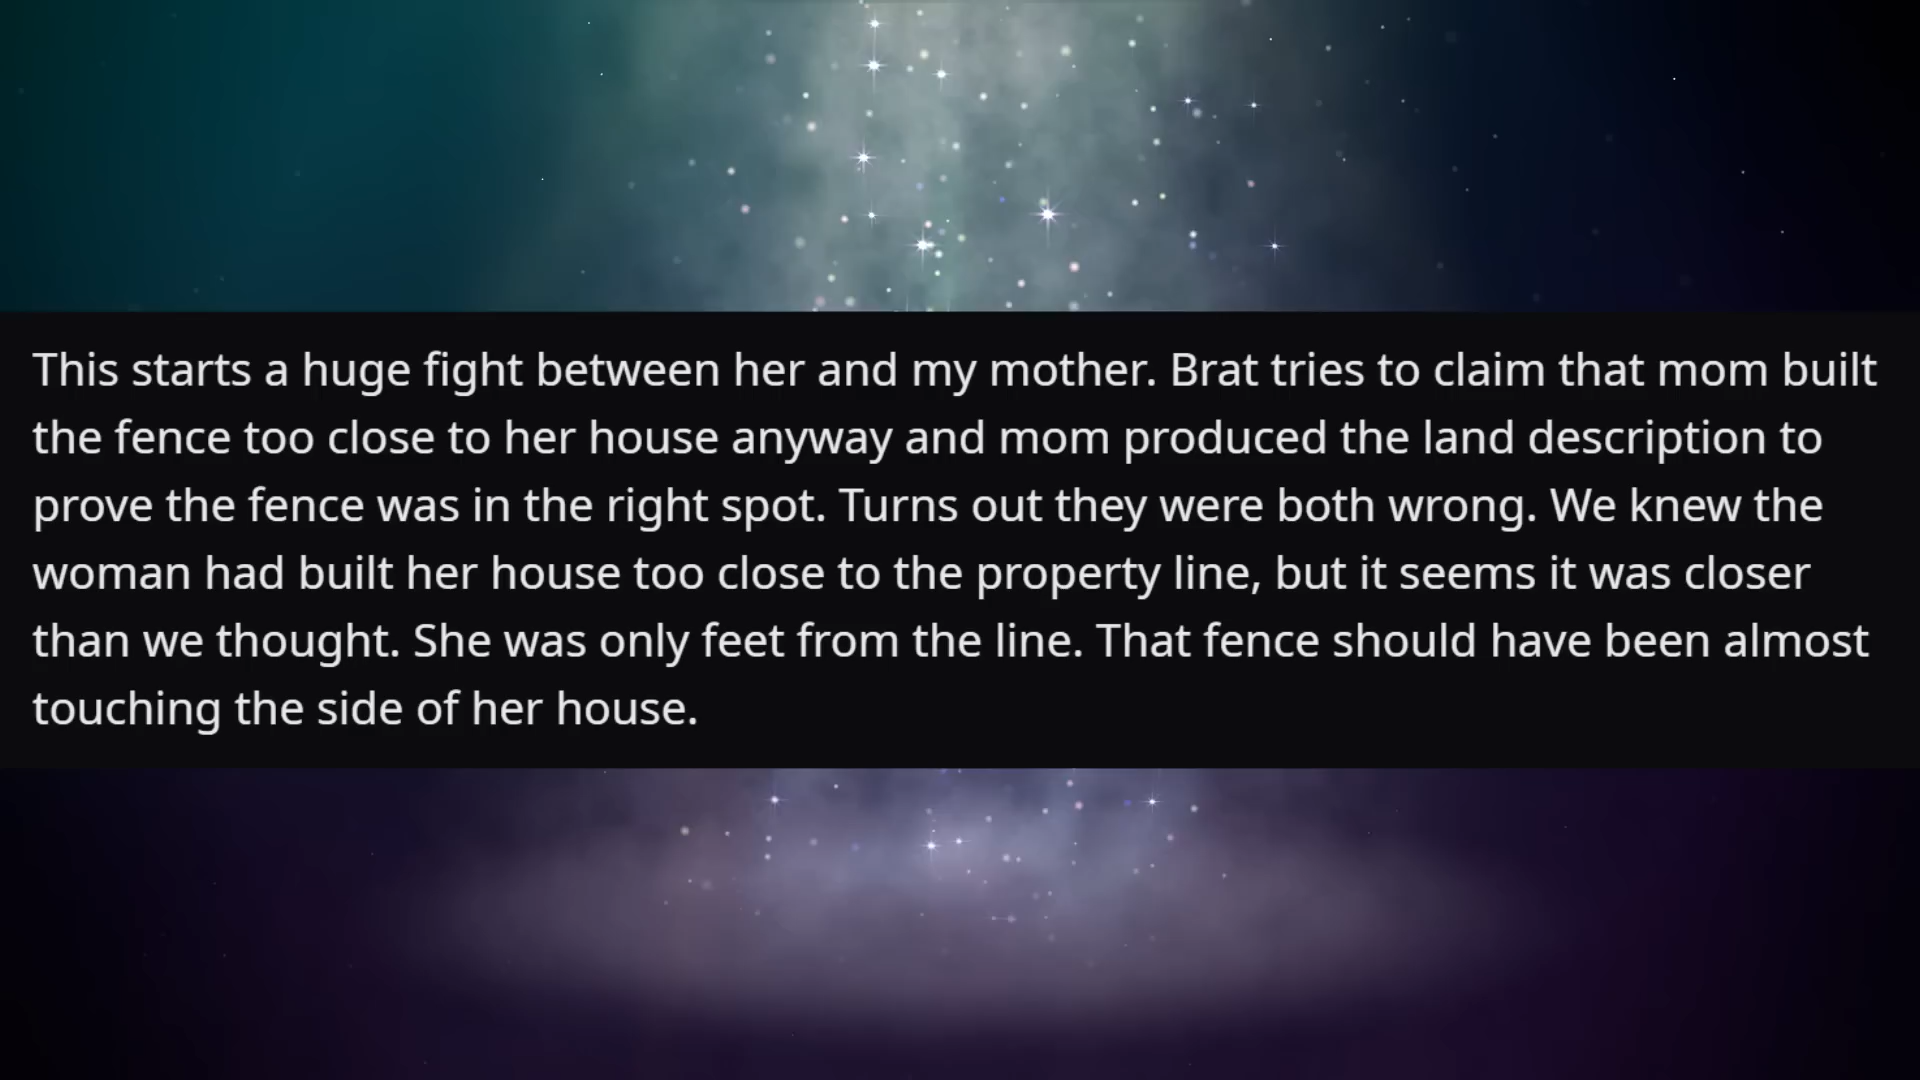 This starts a huge fight between her and my mother. Brat tries to claim that mom built
the fence too close to her house anyway and mom produced the land description to
prove the fence was in the right spot. Turns out they were both wrong. We knew the
woman had built her house too close to the property line, but it seems it was closer
than we thought. She was only feet from the line. That fence should have been almost
touching the side of her house.